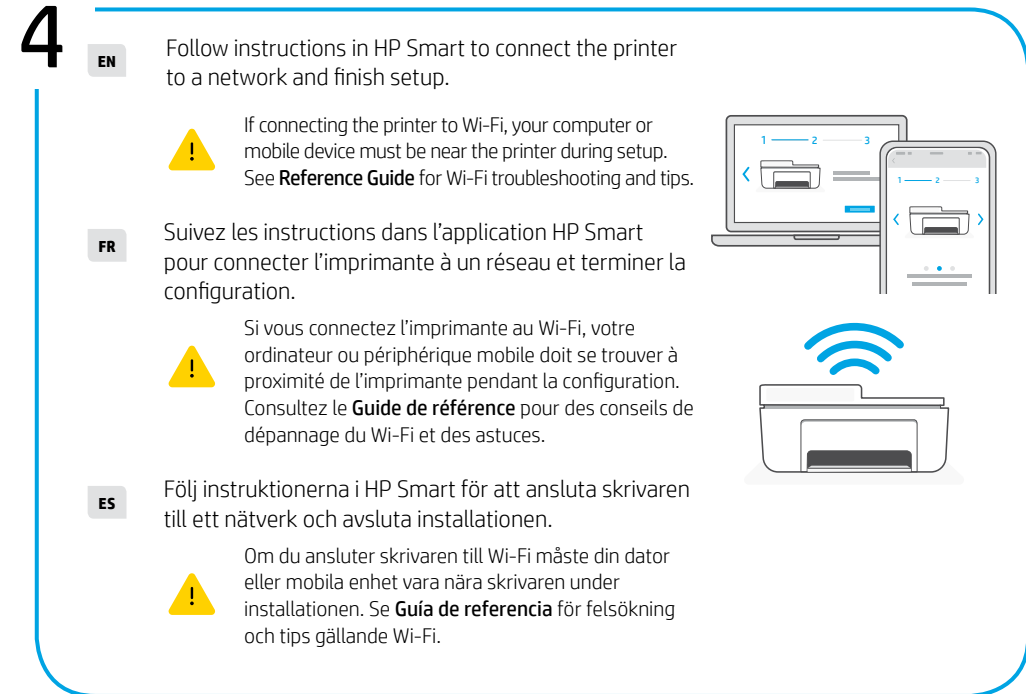 4
EN
Follow instructions in HP Smart to connect the printer
to a network and finish setup.
!
If connecting the printer to Wi-Fi, your computer or
mobile device must be near the printer during setup.
See Reference Guide for Wi-Fi troubleshooting and tips.
FR
Suivez les instructions dans l’application HP Smart
pour connecter l’imprimante à un réseau et terminer la
configuration.
!
Si vous connectez l’imprimante au Wi-Fi, votre
ordinateur ou périphérique mobile doit se trouver à
proximité de l’imprimante pendant la configuration.
Consultez le Guide de référence pour des conseils de
dépannage du Wi-Fi et des astuces.
ES
Följ instruktionerna i HP Smart för att ansluta skrivaren
till ett nätverk och avsluta installationen.
!
Om du ansluter skrivaren till Wi-Fi måste din dator
eller mobila enhet vara nära skrivaren under
installationen. Se Guía de referencia för felsökning
och tips gällande Wi-Fi.
1 2 3
1 2 3